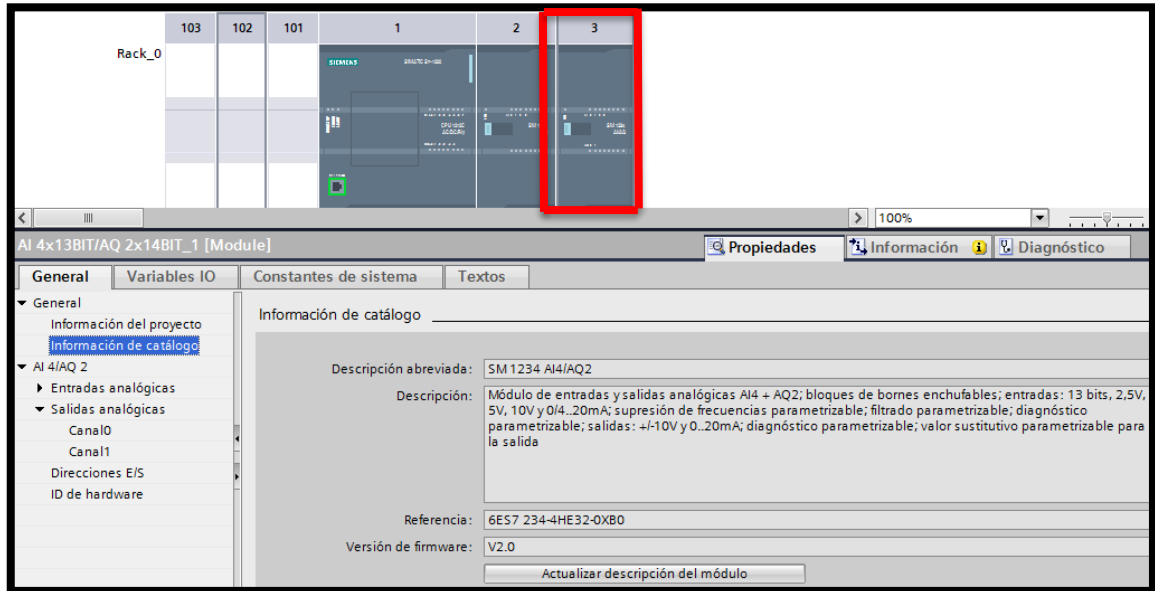 103 102 101 1 2 3
Rack_0
SIEMENS
100%
AI 4x13BIT/AQ 2x14BIT_1 [Module]
Propiedades
Información
Diagnóstico
General
Variables IO
Constantes de sistema
Textos
General
Información del proyecto
Información de catálogo
AI 4/AQ 2
Entradas analógicas
Salidas analógicas
Canal0
Canal1
Direcciones E/S
ID de hardware
Información de catálogo
Descripción abreviada: SM 1234 AI4/AQ2
Descripción: Módulo de entradas y salidas analógicas AI4 + AQ2; bloques de bornes enchufables; entradas: 13 bits, 2,5V,
5V, 10V y 0/4..20mA; supresión de frecuencias parametrizable; filtrado parametrizable; diagnóstico
parametrizable; salidas: +/-10V y 0..20mA; diagnóstico parametrizable; valor sustitutivo parametrizable para
la salida
Referencia: 6ES7 234-4HE32-0XB0
Versión de firmware: V2.0
Actualizar descripción del módulo